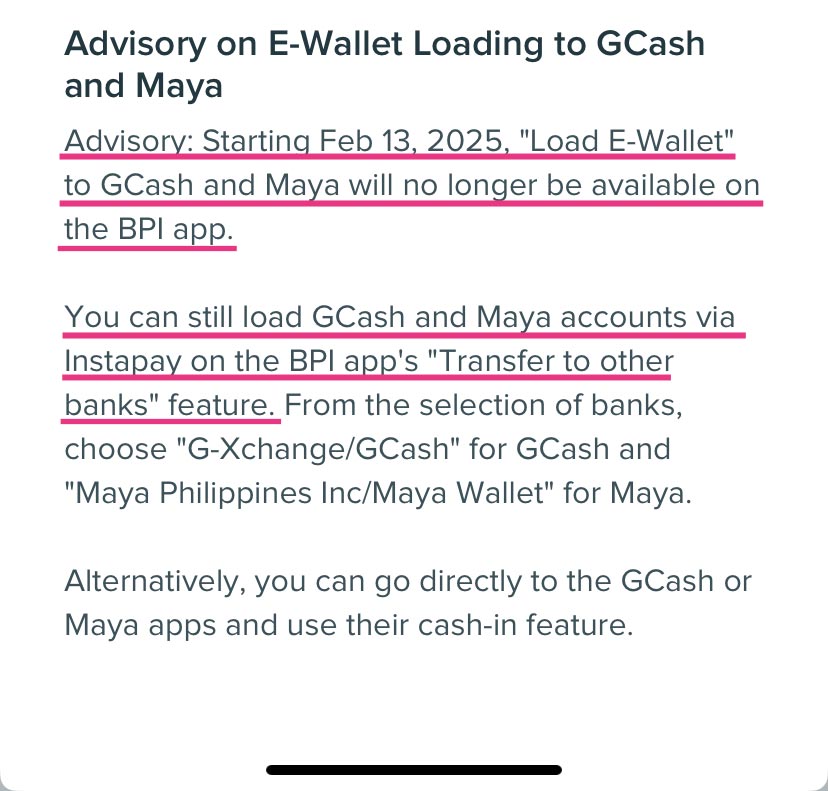 Advisory on E-Wallet Loading to GCash
and Maya
Advisory: Starting Feb 13, 2025, "Load E-Wallet"
to GCash and Maya will no longer be available on
the BPI app.
You can still load GCash and Maya accounts via
Instapay on the BPI app's "Transfer to other
banks" feature. From the selection of banks,
choose "G-Xchange/GCash" for GCash and
"Maya Philippines Inc/Maya Wallet" for Maya.
Alternatively, you can go directly to the GCash or
Maya apps and use their cash-in feature.